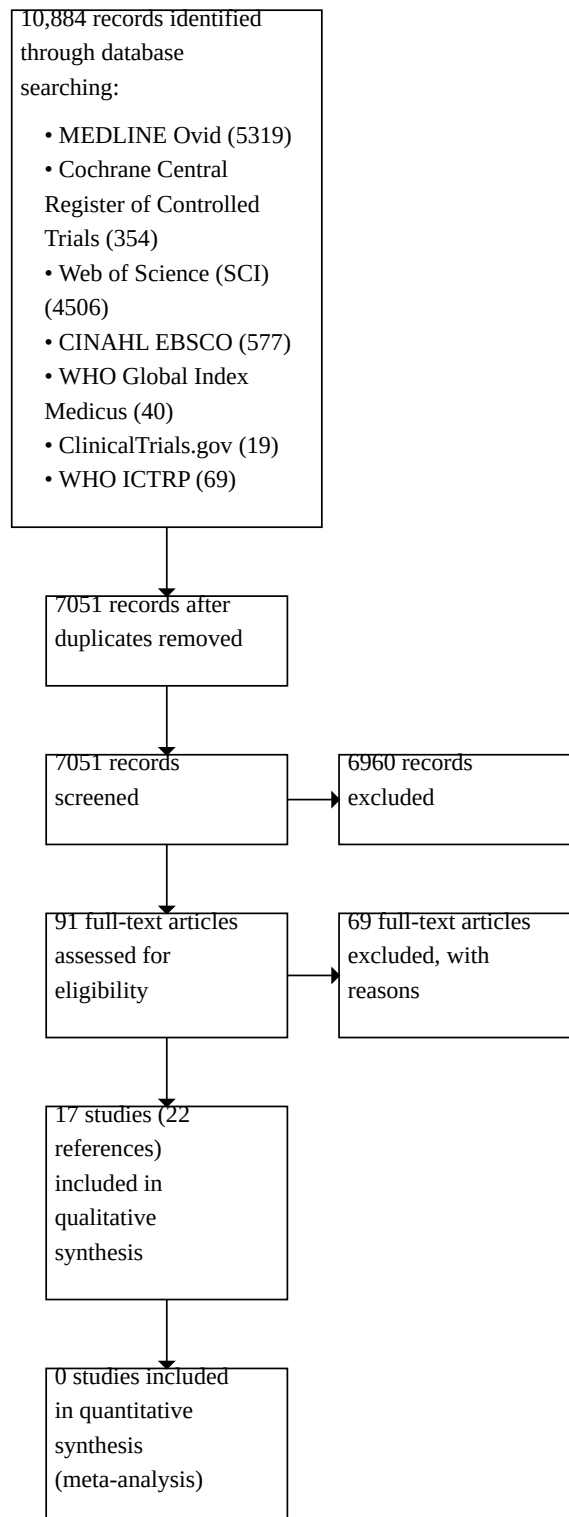 10,884 records identified
through database
searching:
• MEDLINE Ovid (5319)
• Cochrane Central
Register of Controlled
Trials (354)
• Web of Science (SCI)
(4506)
• CINAHL EBSCO (577)
• WHO Global Index
Medicus (40)
• ClinicalTrials.gov (19)
• WHO ICTRP (69)
7051 records after
duplicates removed
7051 records
screened
6960 records
excluded
91 full-text articles
assessed for
eligibility
69 full-text articles
excluded, with
reasons
17 studies (22
references)
included in
qualitative
synthesis
0 studies included
in quantitative
synthesis
(meta-analysis)